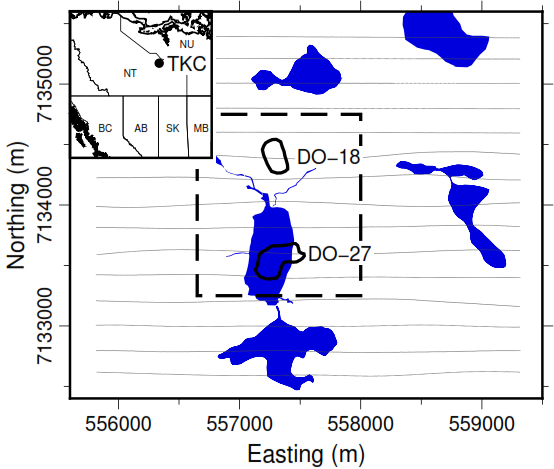 NU
NT
TKC
BC AB SK MB
DO–18
DO–27
7135000
7134000
7133000
Northing (m)
556000 557000 558000 559000
Easting (m)